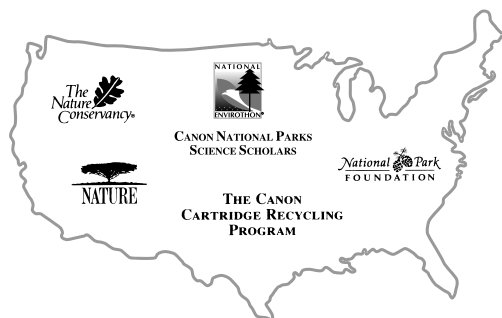 The
Nature
Conservancy®
NATIONAL
ENVIROTHON®
CANON NATIONAL PARKS
SCIENCE SCHOLARS
NATURE
National Park
FOUNDATION
THE CANON
CARTRIDGE RECYCLING
PROGRAM